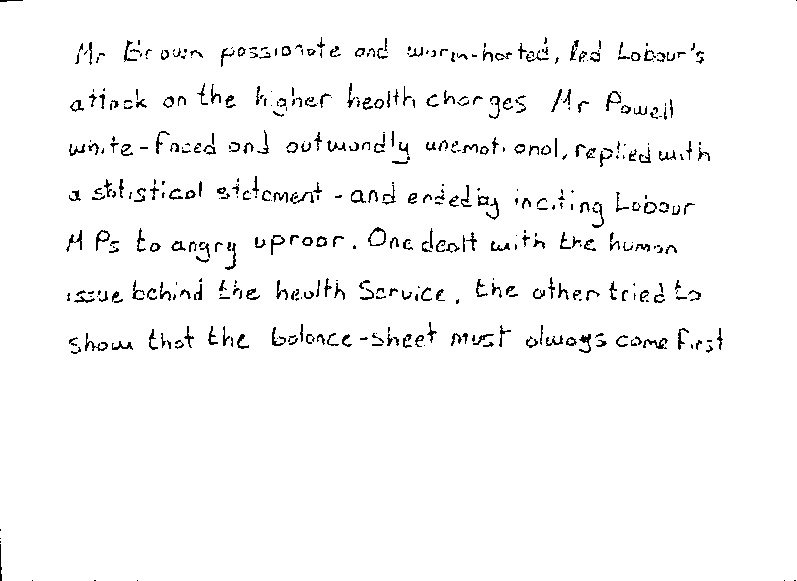 Mr Brown passionate and warm-harted, led Labour's
attack on the higher health charges Mr Powell
white-faced and outwardly unemotional, replied with
a statistical statement - and ended by inciting Labour
MPs to angry uproar. One dealt with the human
issue behind the health Service, the other tried to
show that the balance-sheet must always come first